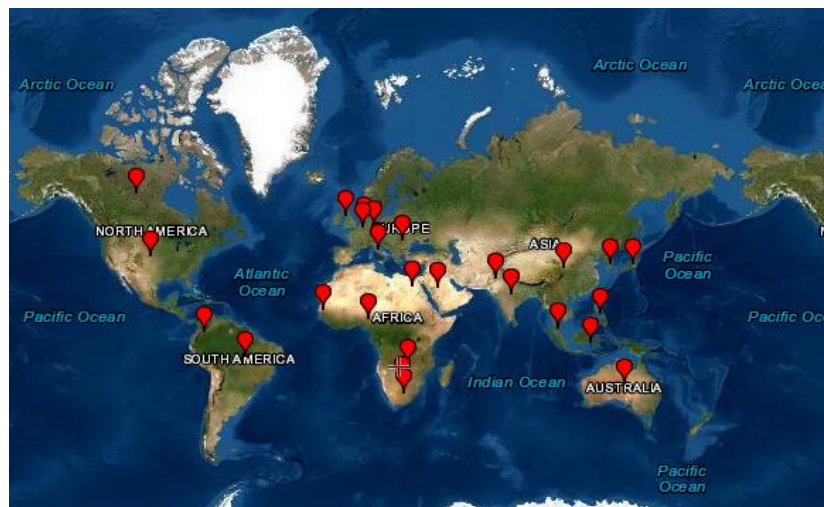 Arctic Ocean
Arctic Ocean
Arctic Ocea
NORTH AMERICA
EUROPE
ASIA
Pacific
Ocean
Atlantic
Ocean
Pacific Ocean
AFRICA
Pacific Oc
SOUTH AMERICA
Indian Ocean
AUSTRALIA
Pacific
Ocean